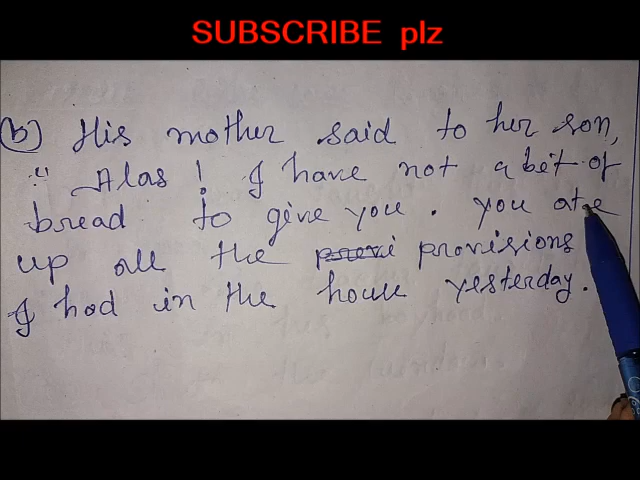 SUBSCRIBE plz
(b) His mother said to her son,
" Alas ! I have not a bit of
bread to give you. you ate
up all the provisions
I had in the house yesterday.